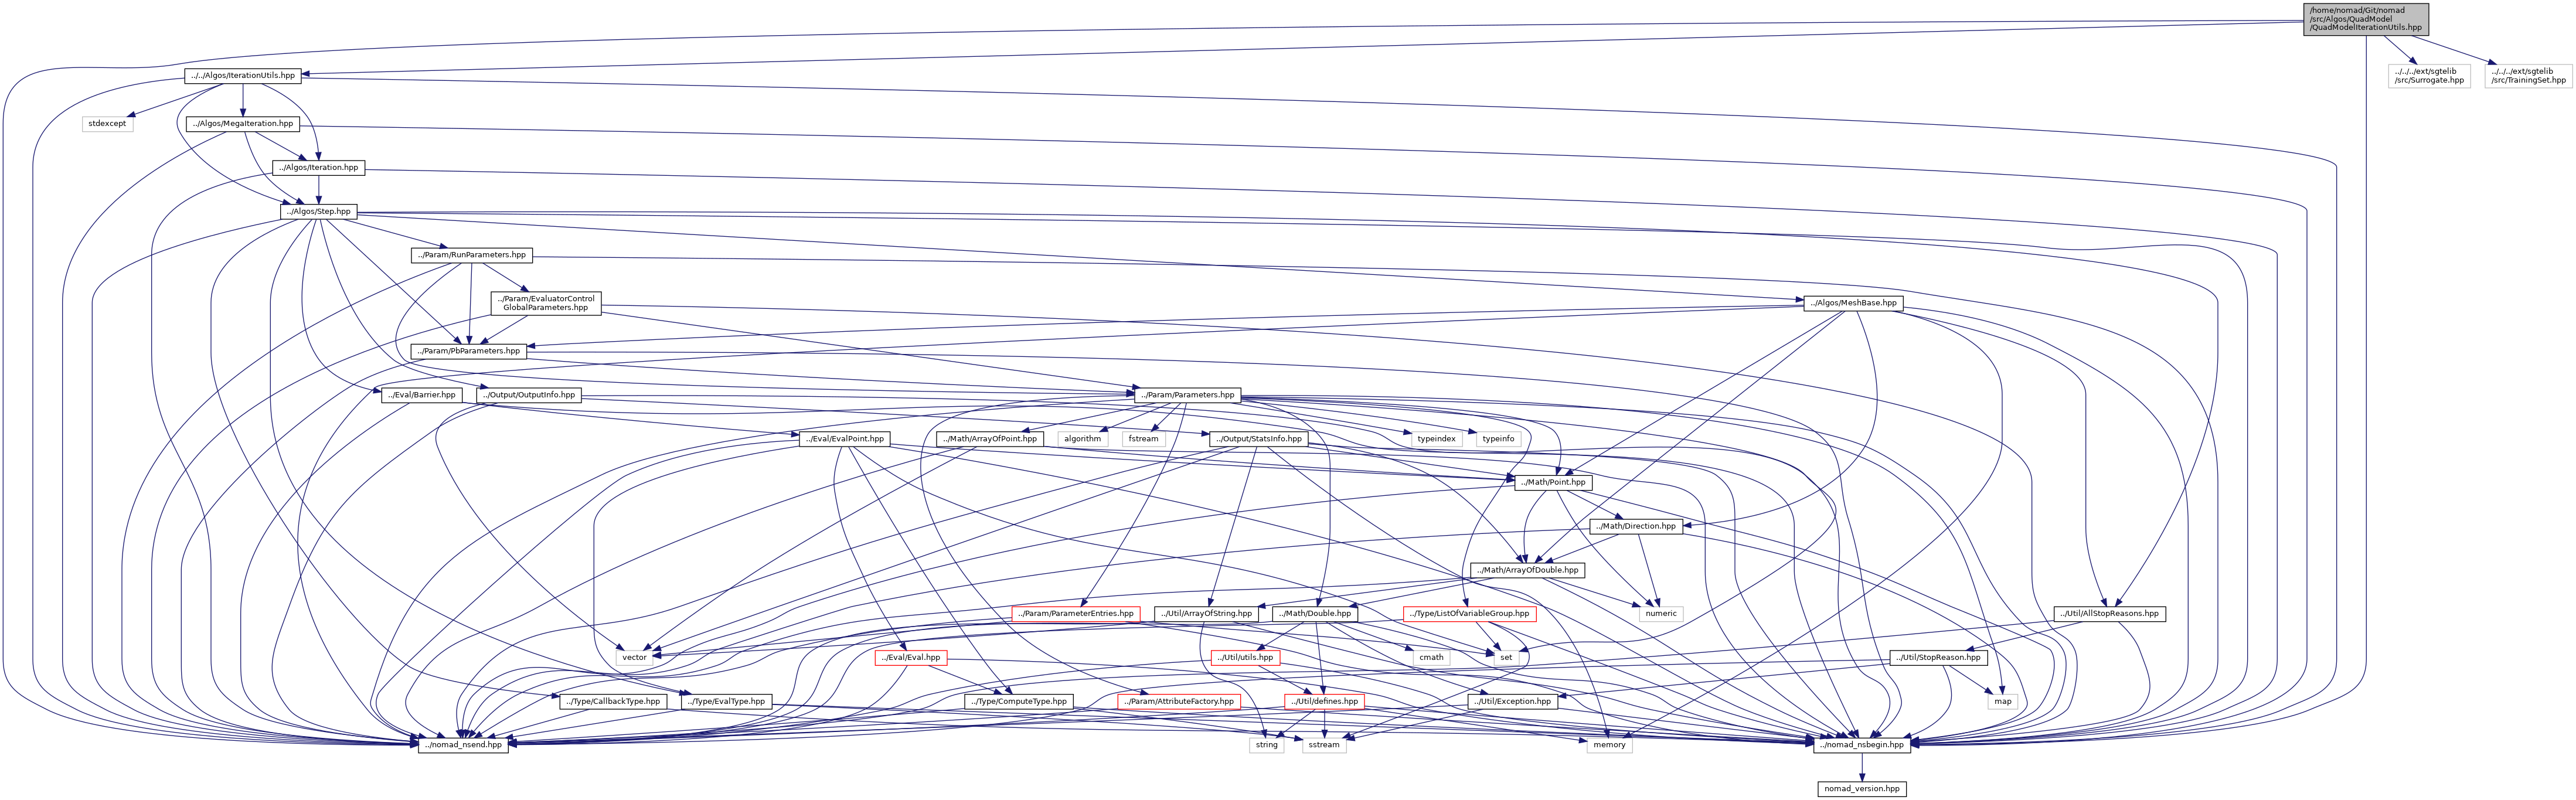 /home/nomad/Git/nomad
/src/Algos/QuadModel
/QuadModelIterationUtils.hpp
../../Algos/IterationUtils.hpp
../../../ext/sgtelib
/src/Surrogate.hpp
../../../ext/sgtelib
/src/TrainingSet.hpp
stdexcept
../Algos/MegaIteration.hpp
../Algos/Iteration.hpp
../Algos/Step.hpp
../Param/RunParameters.hpp
../Param/EvaluatorControl
GlobalParameters.hpp
../Algos/MeshBase.hpp
../Param/PbParameters.hpp
../Eval/Barrier.hpp
../Output/OutputInfo.hpp
../Param/Parameters.hpp
../Eval/EvalPoint.hpp
../Math/ArrayOfPoint.hpp
algorithm
fstream
../Output/StatsInfo.hpp
typeindex
typeinfo
../Math/Point.hpp
../Math/Direction.hpp
../Math/ArrayOfDouble.hpp
../Param/ParameterEntries.hpp
../Util/ArrayOfString.hpp
../Math/Double.hpp
../Type/ListOfVariableGroup.hpp
numeric
../Util/AllStopReasons.hpp
vector
../Eval/Eval.hpp
../Util/utils.hpp
cmath
set
../Util/StopReason.hpp
../Type/CallbackType.hpp
../Type/EvalType.hpp
../Type/ComputeType.hpp
../Param/AttributeFactory.hpp
../Util/defines.hpp
../Util/Exception.hpp
map
../nomad_nsend.hpp
string
sstream
memory
../nomad_nsbegin.hpp
nomad_version.hpp